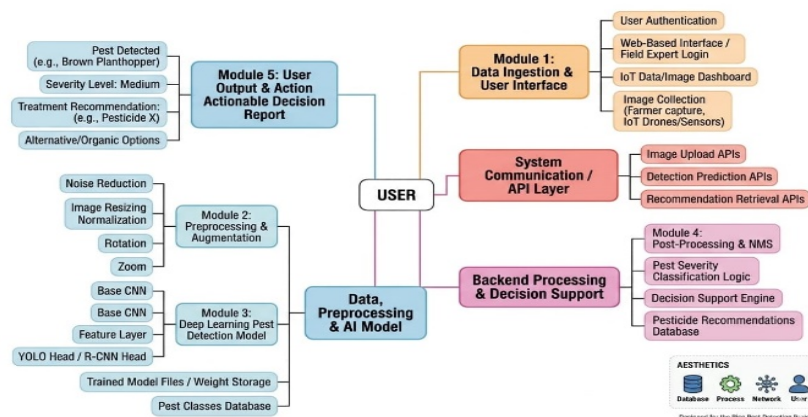 Pest Detected
(e.g., Brown Planthopper)
Severity Level: Medium
Treatment Recommendation:
(e.g., Pesticide X)
Alternative/Organic Options
Module 5: User
Output & Action
Actionable Decision
Report
Noise Reduction
Image Resizing
Normalization
Rotation
Zoom
Module 2:
Preprocessing &
Augmentation
Base CNN
Base CNN
Feature Layer
YOLO Head / R-CNN Head
Module 3:
Deep Learning Pest
Detection Model
Trained Model Files / Weight Storage
Pest Classes Database
Data,
Preprocessing
& AI Model
USER
Module 1:
Data Ingestion &
User Interface
User Authentication
Web-Based Interface /
Field Expert Login
IoT Data/Image Dashboard
Image Collection
(Farmer capture,
IoT Drones/Sensors)
System
Communication /
API Layer
Image Upload APIs
Detection Prediction APIs
Recommendation Retrieval APIs
Backend Processing
& Decision Support
Module 4:
Post-Processing & NMS
Pest Severity
Classification Logic
Decision Support Engine
Pesticide Recommendations
Database
AESTHETICS
Database
Process
Network